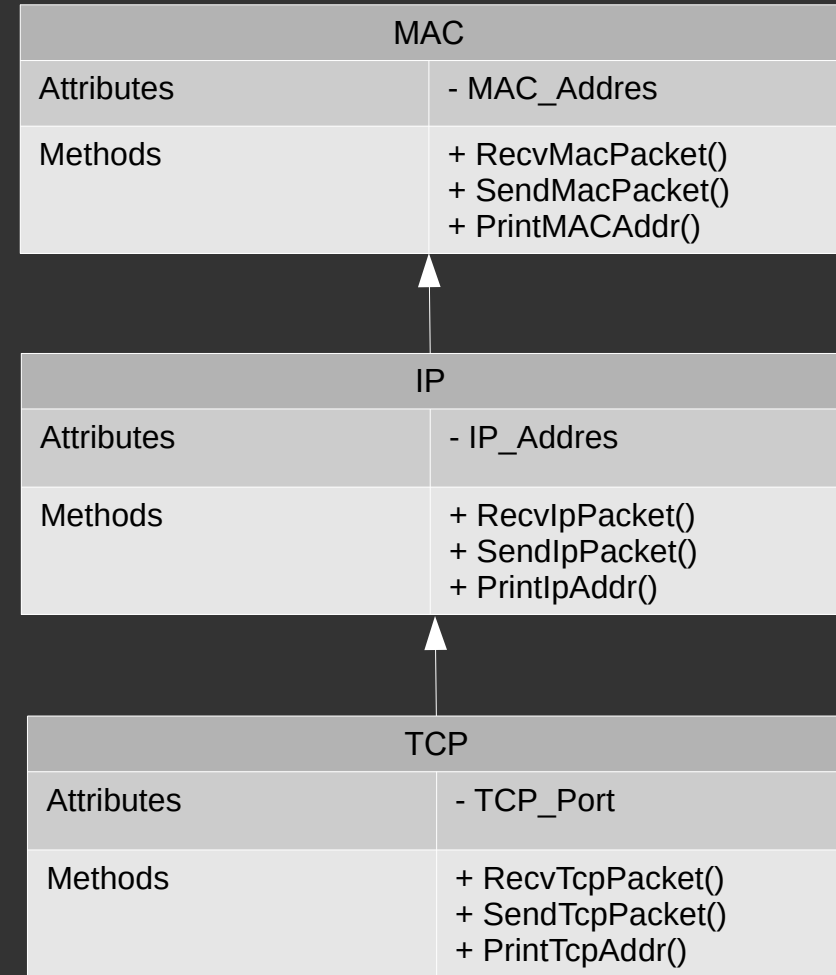 MAC
Attributes - MAC_Addres
Methods + RecvMacPacket()
+ SendMacPacket()
+ PrintMACAddr()
IP
Attributes - IP_Addres
Methods + RecvIpPacket()
+ SendIpPacket()
+ PrintIpAddr()
TCP
Attributes - TCP_Port
Methods + RecvTcpPacket()
+ SendTcpPacket()
+ PrintTcpAddr()